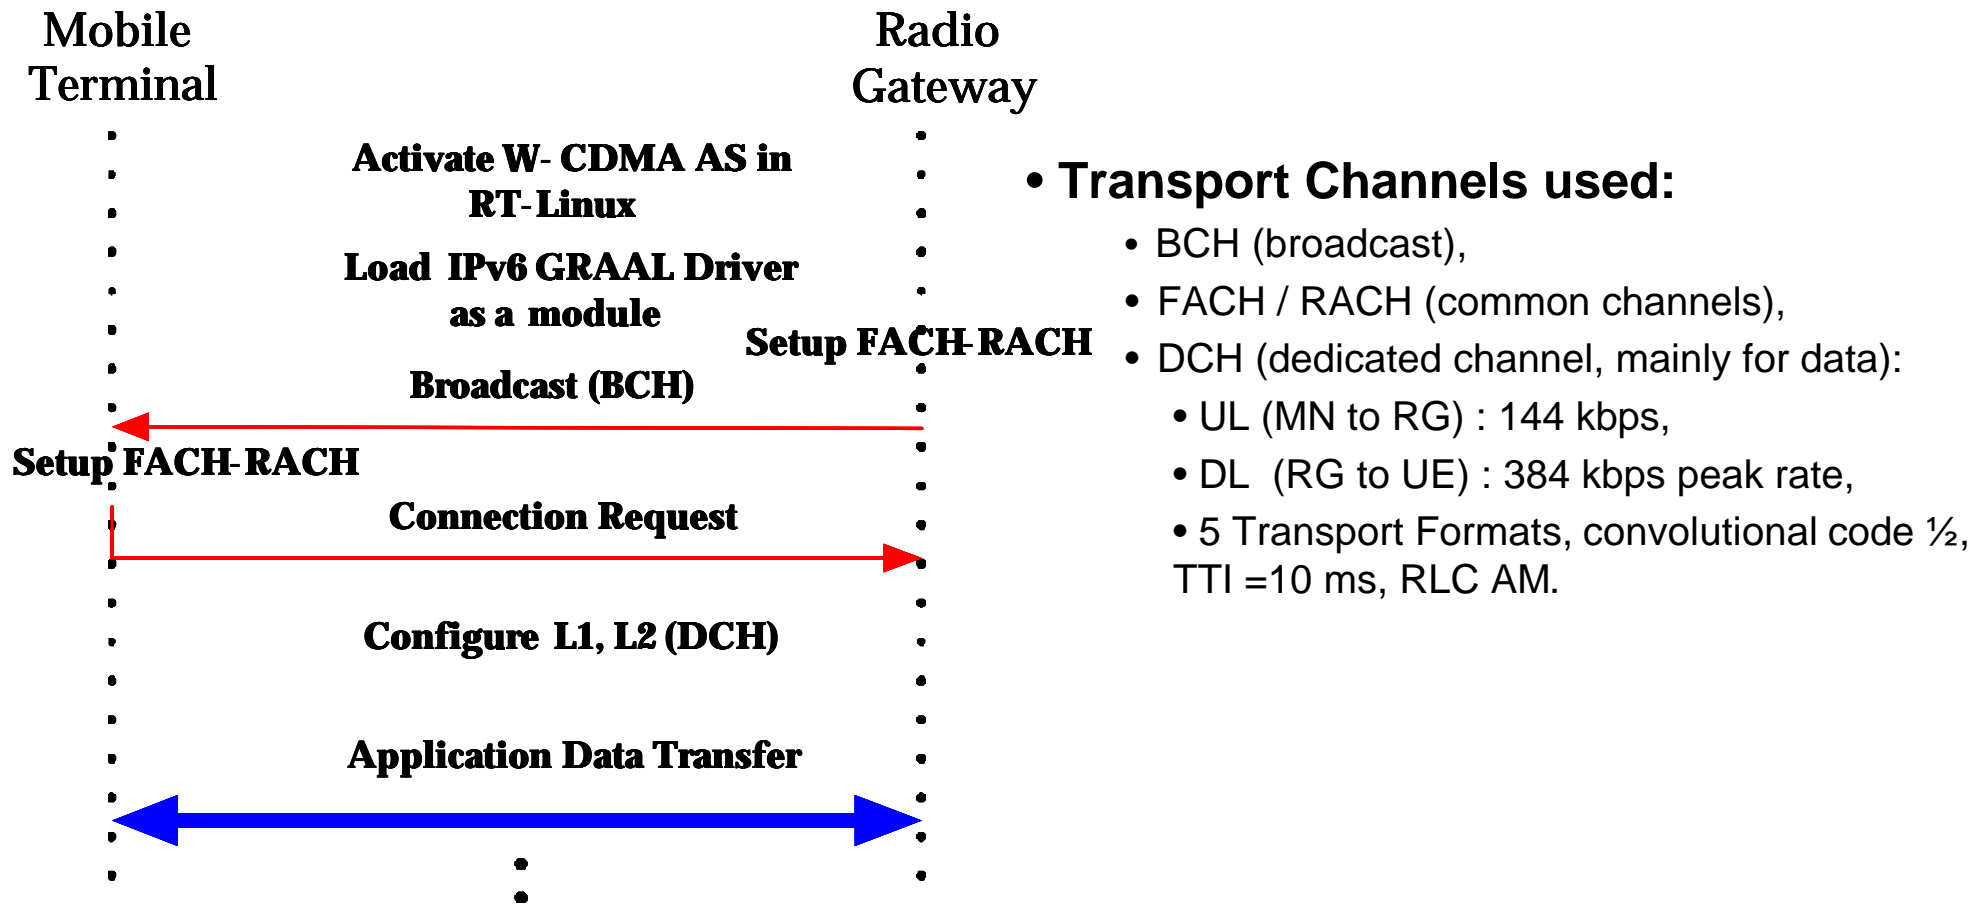 Mobile
Terminal
Radio
Gateway
Activate W- CDMA AS in
RT-Linux
Load IPv6 GRAAL Driver
as a module
Setup FACH-RACH
Broadcast (BCH)
Setup FACH-RACH
Connection Request
Configure L1, L2 (DCH)
Application Data Transfer
• Transport Channels used:
• BCH (broadcast),
• FACH / RACH (common channels),
• DCH (dedicated channel, mainly for data):
• UL (MN to RG) : 144 kbps,
• DL (RG to UE) : 384 kbps peak rate,
• 5 Transport Formats, convolutional code ½,
TTI =10 ms, RLC AM.